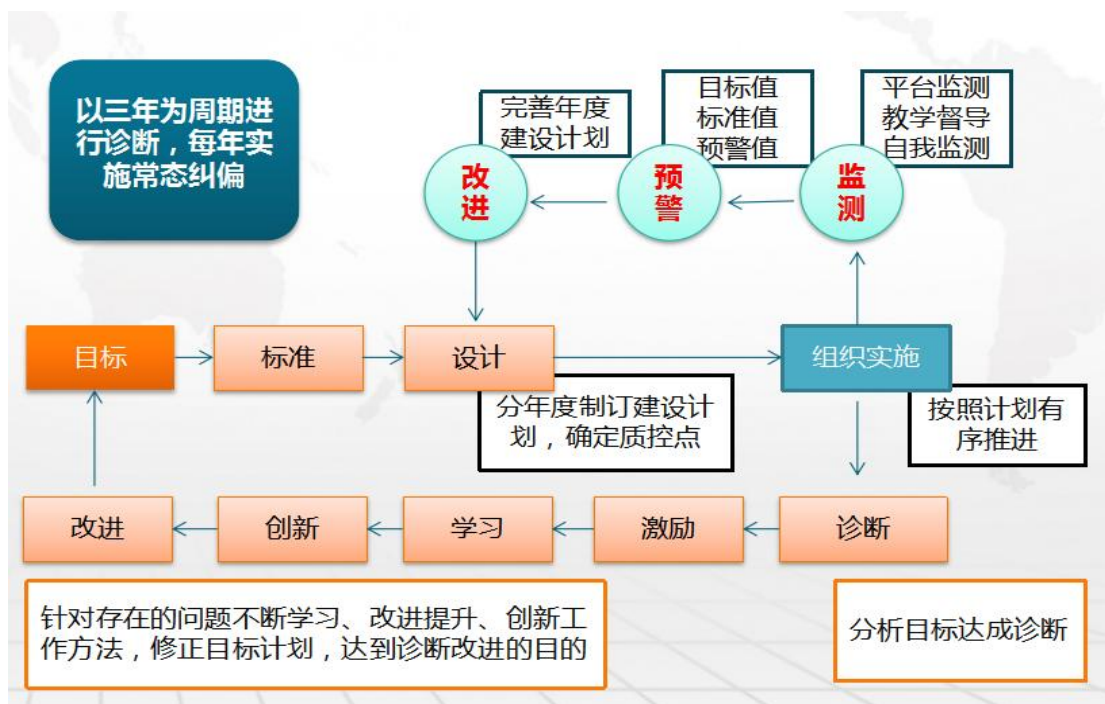 以三年为周期进
行诊断，每年实
施常态纠偏
完善年度
建设计划
目标值
标准值
预警值
平台监测
教学督导
自我监测
改
进
预
警
监
测
目标
标准
设计
组织实施
分年度制订建设计
划，确定质控点
按照计划有
序推进
改进
创新
学习
激励
诊断
针对存在的问题不断学习、改进提升、创新工
作方法，修正目标计划，达到诊断改进的目的
分析目标达成诊断